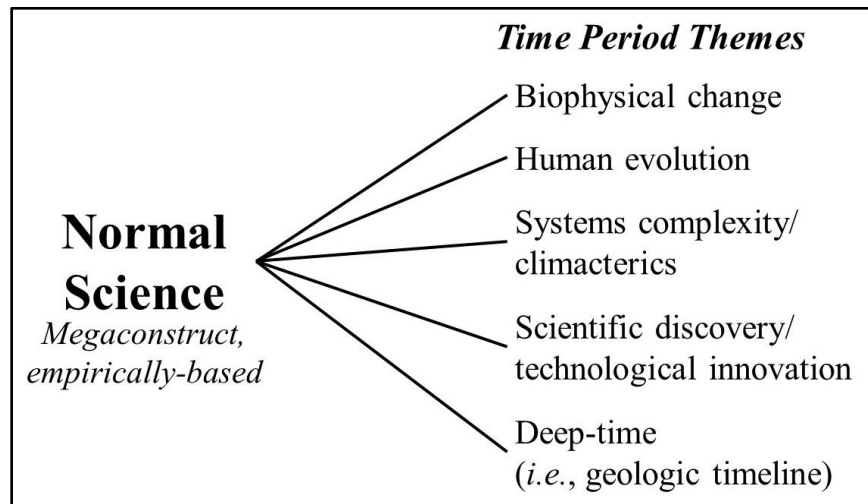 Time Period Themes
Biophysical change
Human evolution
Systems complexity/
climacterics
Scientific discovery/
technological innovation
Deep-time
(i.e., geologic timeline)
Normal
Science
Megaconstruct,
empirically-based